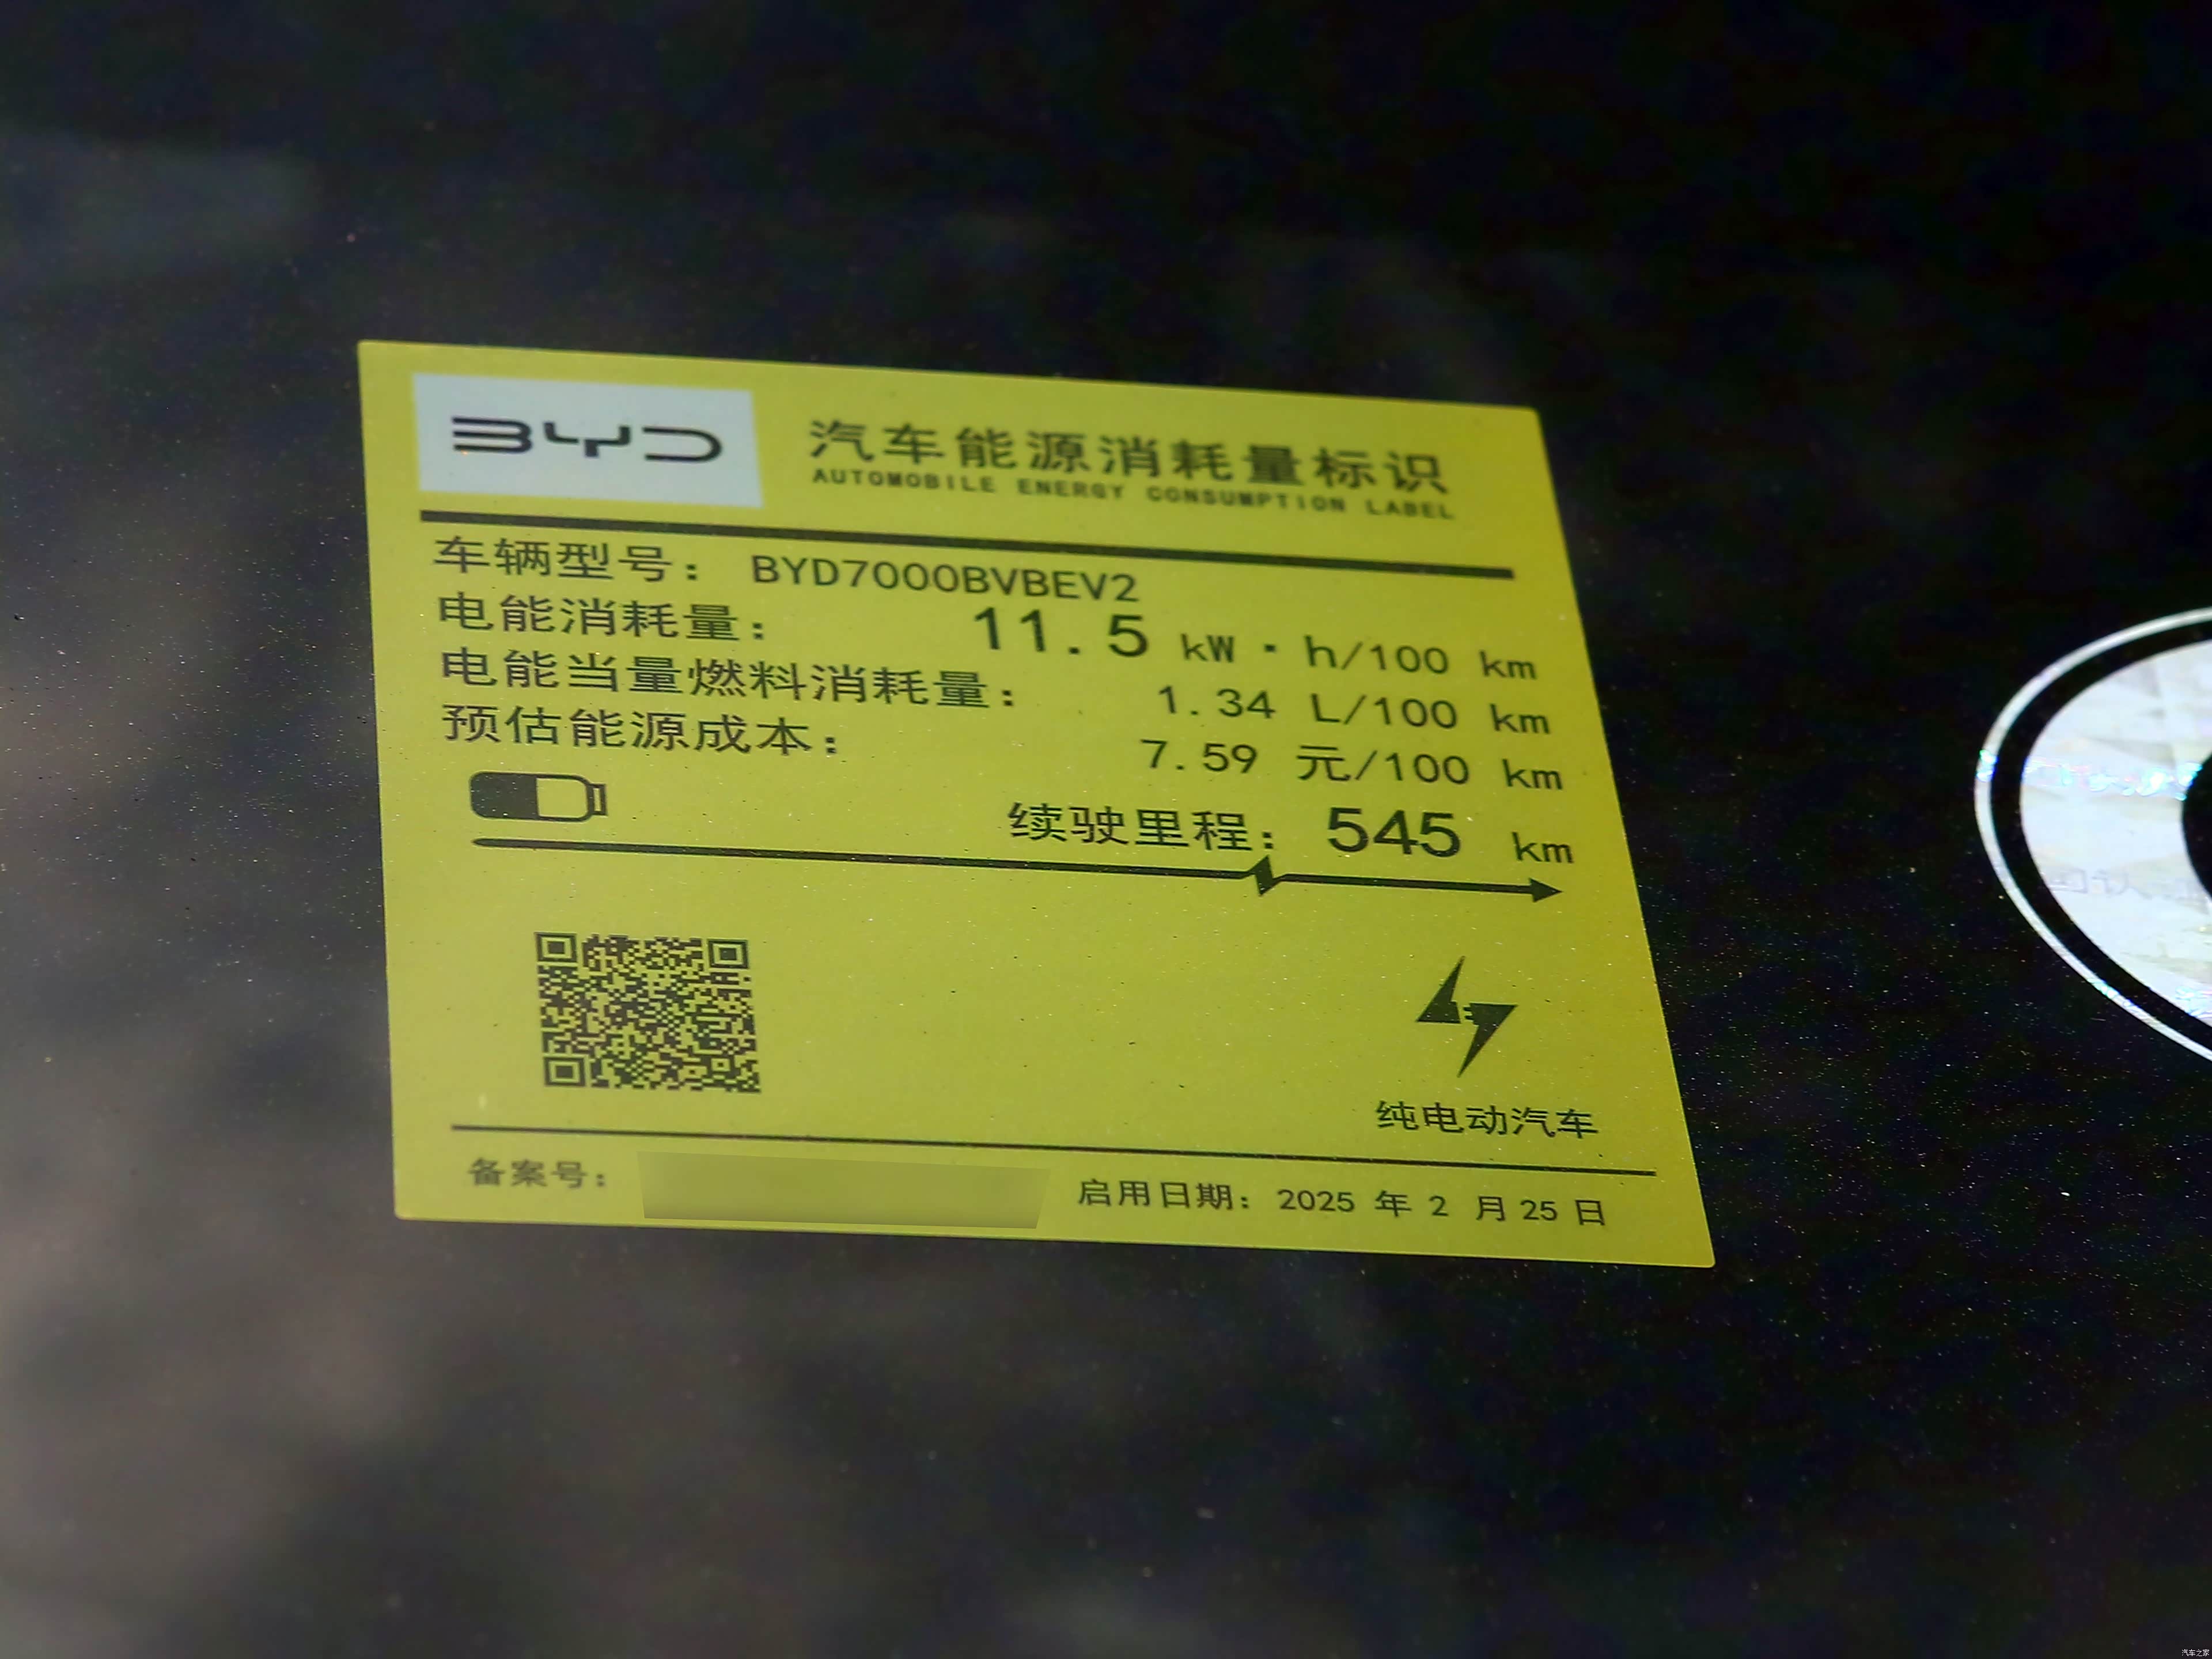 BYD
汽车能源消耗量标识
AUTOMOBILE ENERGY CONSUMPTION LABEL
车辆型号： BYD7000BVBEV2
电能消耗量： 11.5 kW·h/100 km
电能当量燃料消耗量： 1.34 L/100 km
预估能源成本： 7.59 元/100 km
续驶里程： 545 km
纯电动汽车
备案号：
启用日期： 2025 年 2 月 25 日
汽车之家